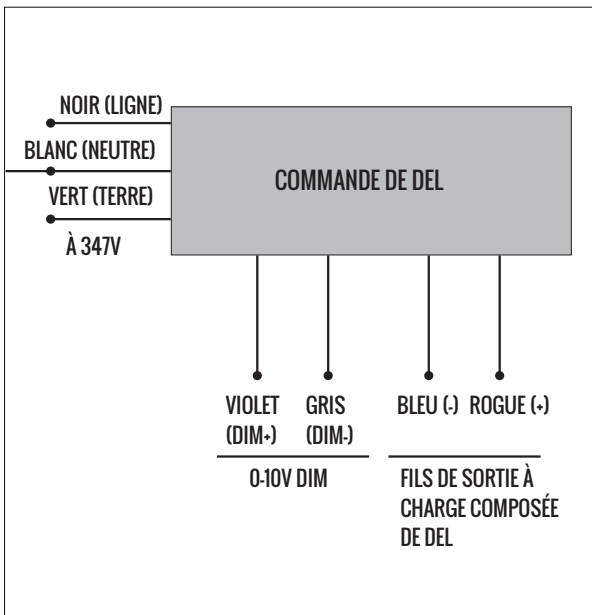 NOIR (LIGNE)
BLANC (NEUTRE)
VERT (TERRE)
À 347V
COMMANDE DE DEL
VIOLET
(DIM+)
GRIS
(DIM-)
0-10V DIM
BLEU (-) ROGUE (+)
FILS DE SORTIE À
CHARGE COMPOSÉE
DE DEL